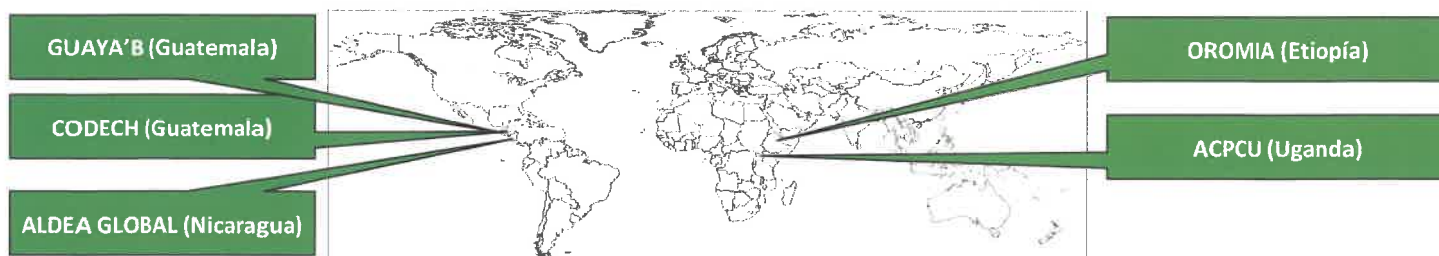 GUAYA'B (Guatemala)
CODECH (Guatemala)
ALDEA GLOBAL (Nicaragua)
OROMIA (Etiopía)
ACPCU (Uganda)